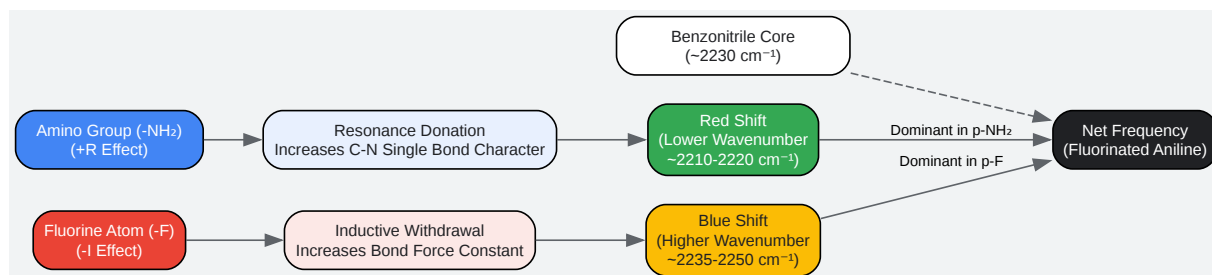 Benzonitrile Core
(~2230 cm⁻¹)
Amino Group (-NH₂)
(+R Effect)
Resonance Donation
Increases C-N Single Bond Character
Red Shift
(Lower Wavenumber
~2210-2220 cm⁻¹)
Dominant in p-NH₂
Net Frequency
(Fluorinated Aniline)
Dominant in p-F
Fluorine Atom (-F)
(-I Effect)
Inductive Withdrawal
Increases Bond Force Constant
Blue Shift
(Higher Wavenumber
~2235-2250 cm⁻¹)